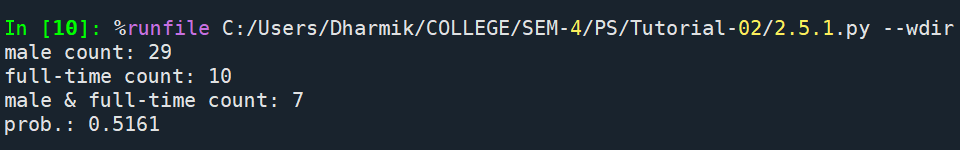 In [10]: %runfile C:/Users/Dharmik/COLLEGE/SEM-4/PS/Tutorial-02/2.5.1.py --wdir
male count: 29
full-time count: 10
male & full-time count: 7
prob.: 0.5161